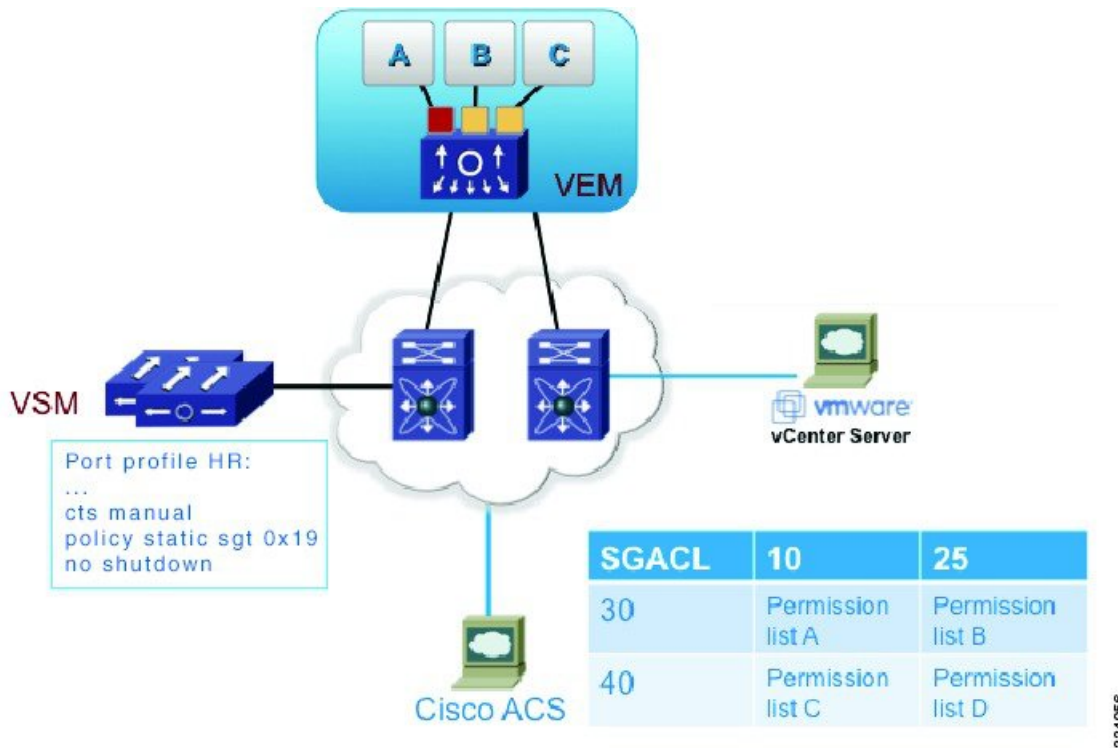 A B C
VEM
VSM
Port profile HR:
...
cts manual
policy static sgt 0x19
no shutdown
vmware
vCenter Server
Cisco ACS
SGACL 10 25
30 Permission list A Permission list B
40 Permission list C Permission list D